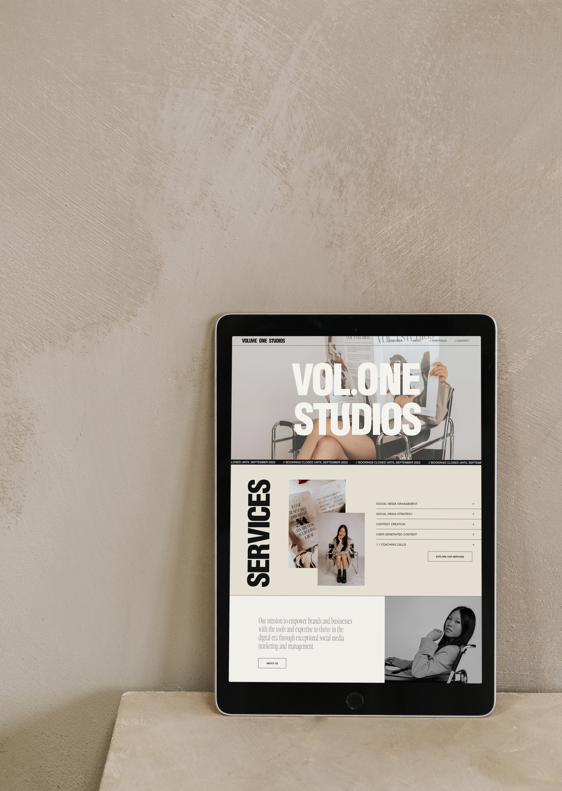 VOLUME ONE STUDIOS
VOL.ONE
STUDIOS
CLOSED UNTIL SEPTEMBER 2023 // BOOKINGS CLOSED UNTIL SEPTEMBER 2023 // BOOKINGS CLOSED UNTIL SEPTEMBER 2023 // BOOKINGS CLOSED UNTIL SEPTEM
SERVICES
SOCIAL MEDIA MANAGEMENT +
SOCIAL MEDIA STRATEGY +
CONTENT CREATION +
USER GENERATED CONTENT +
1:1 COACHING CALLS +
EXPLORE OUR SERVICES
Our mission to empower brands and businesses
with the tools and expertise to thrive in the
digital era through exceptional social media
marketing and management.
ABOUT US